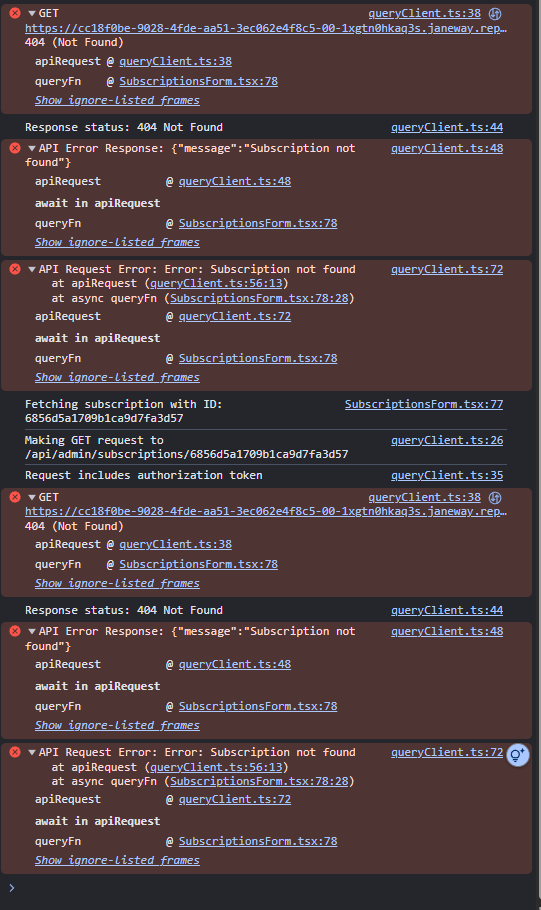 ▼GET queryClient.ts:38
https://cc18f0be-9028-4fde-aa51-3ec062e4f8c5-00-1xgtn0hkaq3s.janeway.rep…
404 (Not Found)
apiRequest @ queryClient.ts:38
queryFn @ SubscriptionsForm.tsx:78
Show ignore-listed frames
Response status: 404 Not Found queryClient.ts:44
▼API Error Response: {"message":"Subscription not queryClient.ts:48
found"}
apiRequest @ queryClient.ts:48
await in apiRequest
queryFn @ SubscriptionsForm.tsx:78
Show ignore-listed frames
▼API Request Error: Error: Subscription not found queryClient.ts:72
at apiRequest (queryClient.ts:56:13)
at async queryFn (SubscriptionsForm.tsx:78:28)
apiRequest @ queryClient.ts:72
await in apiRequest
queryFn @ SubscriptionsForm.tsx:78
Show ignore-listed frames
Fetching subscription with ID: SubscriptionsForm.tsx:77
6856d5a1709b1ca9d7fa3d57
Making GET request to queryClient.ts:26
/api/admin/subscriptions/6856d5a1709b1ca9d7fa3d57
Request includes authorization token queryClient.ts:35
▼GET queryClient.ts:38
https://cc18f0be-9028-4fde-aa51-3ec062e4f8c5-00-1xgtn0hkaq3s.janeway.rep…
404 (Not Found)
apiRequest @ queryClient.ts:38
queryFn @ SubscriptionsForm.tsx:78
Show ignore-listed frames
Response status: 404 Not Found queryClient.ts:44
▼API Error Response: {"message":"Subscription not queryClient.ts:48
found"}
apiRequest @ queryClient.ts:48
await in apiRequest
queryFn @ SubscriptionsForm.tsx:78
Show ignore-listed frames
▼API Request Error: Error: Subscription not found queryClient.ts:72
at apiRequest (queryClient.ts:56:13)
at async queryFn (SubscriptionsForm.tsx:78:28)
apiRequest @ queryClient.ts:72
await in apiRequest
queryFn @ SubscriptionsForm.tsx:78
Show ignore-listed frames